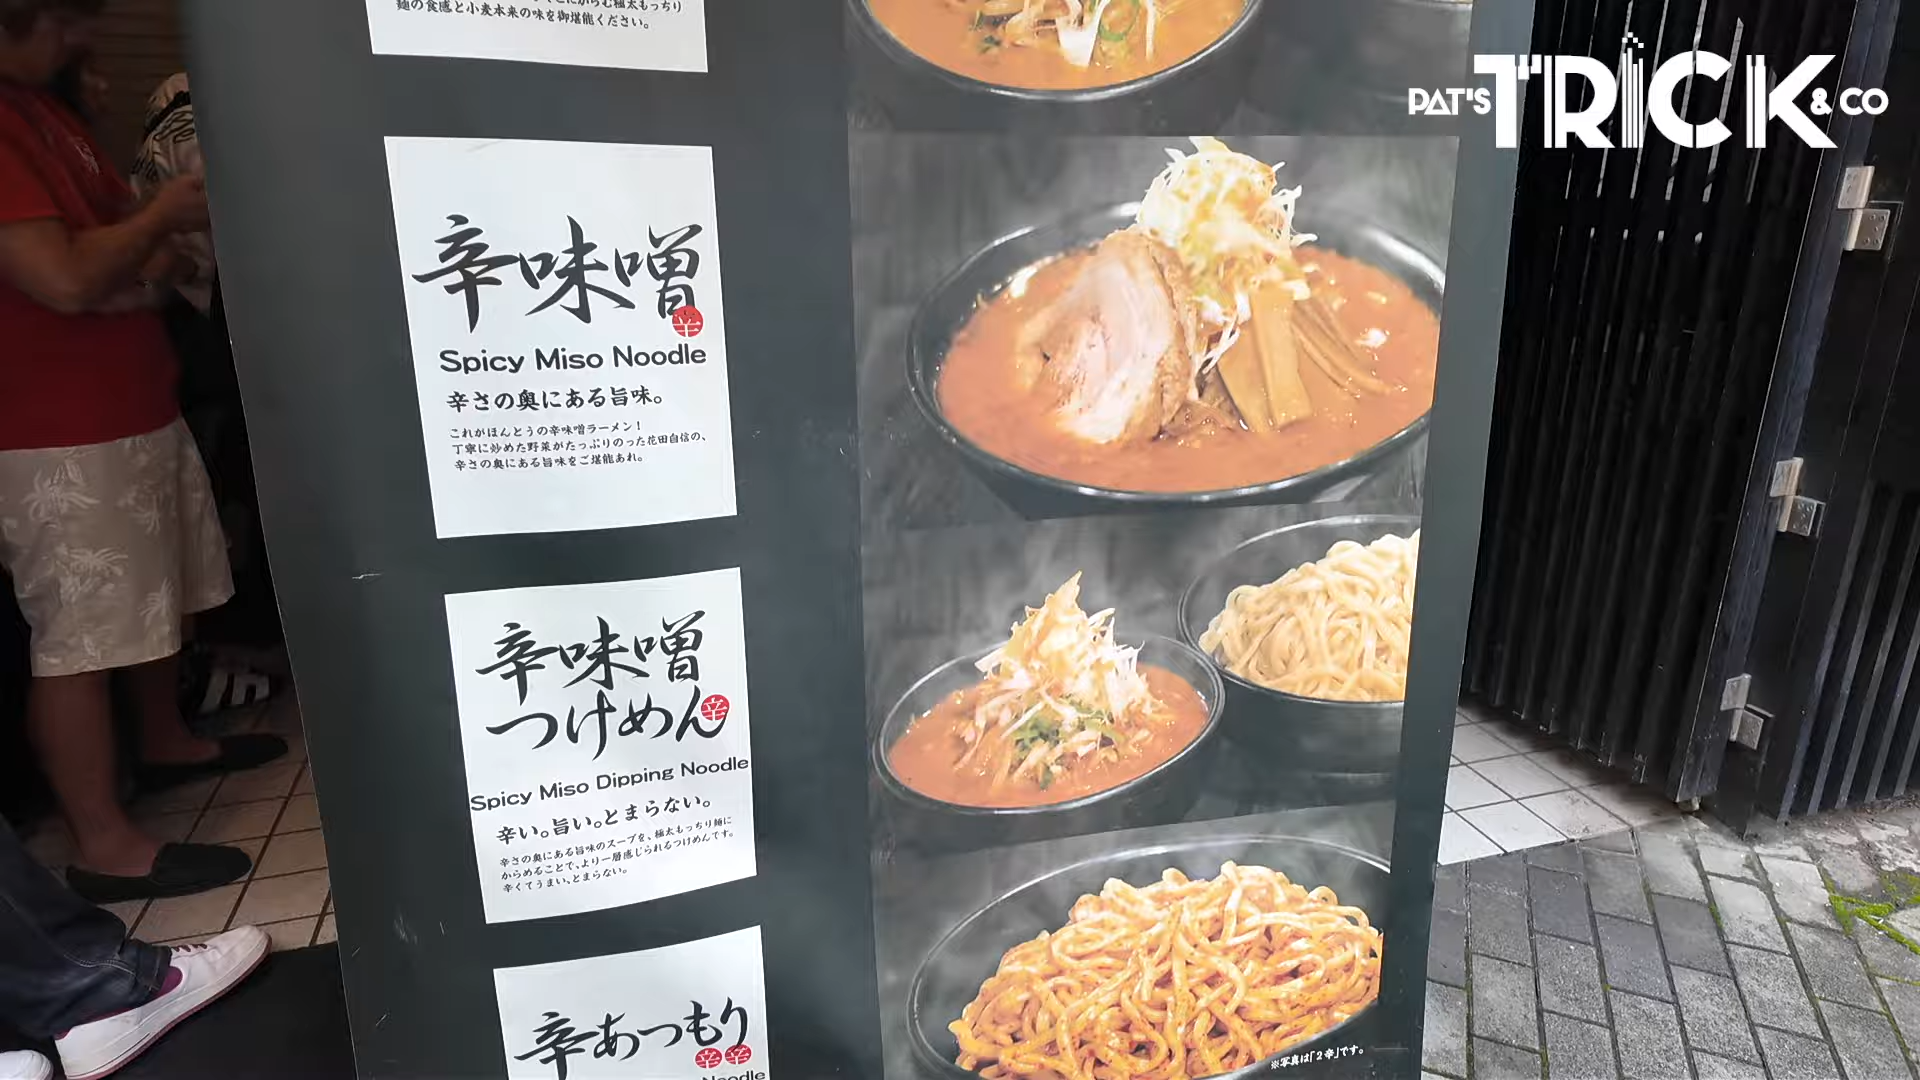 麺の食感と小麦本来の味を御堪能ください。
PAT'S TRICK & CO
辛味噌
辛
Spicy Miso Noodle
辛さの奥にある旨味。
これがほんとうの辛味噌ラーメン！
丁寧に炒めた野菜がたっぷりのった花田自信の、
辛さの奥にある旨味をご堪能あれ。
辛味噌
つけめん
辛
Spicy Miso Dipping Noodle
辛い。旨い。とまらない。
辛さの奥にある旨味のスープを、極太もっちり麺に
からめることで、より一層感じられるつけめんです。
辛くてうまい、とまらない。
辛あつもり
辛辛
Noodle
※写真は「2辛」です。